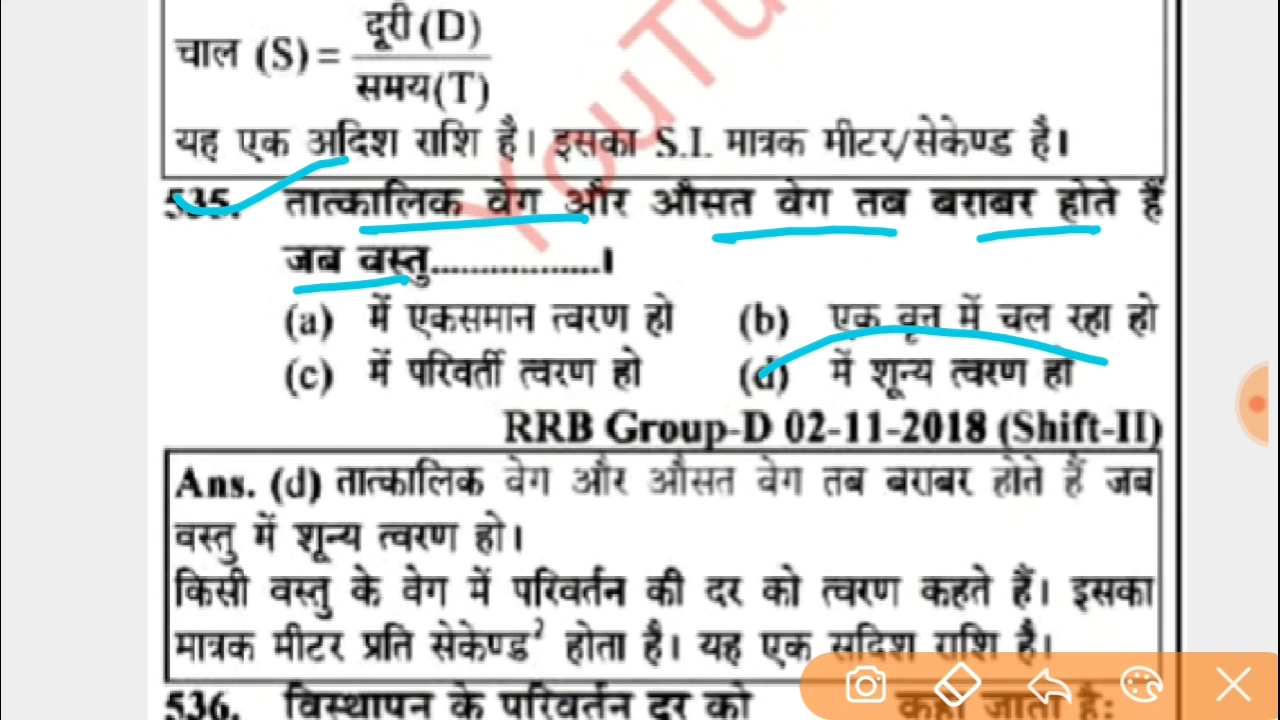 चाल (S) = दूरी (D)
समय(T)
यह एक अदिश राशि है। इसका S.I. मात्रक मीटर/सेकेण्ड है।
535. तात्कालिक वेग और औसत वेग तब बराबर होते हैं
जब वस्तु..................।
(a) में एकसमान त्वरण हो (b) एक वृत्त में चल रहा हो
(c) में परिवर्ती त्वरण हो (d) में शून्य त्वरण हो
RRB Group-D 02-11-2018 (Shift-II)
Ans. (d) तात्कालिक वेग और औसत वेग तब बराबर होते हैं जब
वस्तु में शून्य त्वरण हो।
किसी वस्तु के वेग में परिवर्तन की दर को त्वरण कहते हैं। इसका
मात्रक मीटर प्रति सेकेण्ड² होता है। यह एक सदिश राशि है।
536. विस्थापन के परिवर्तन दर को कहा जाता है:
YouTu